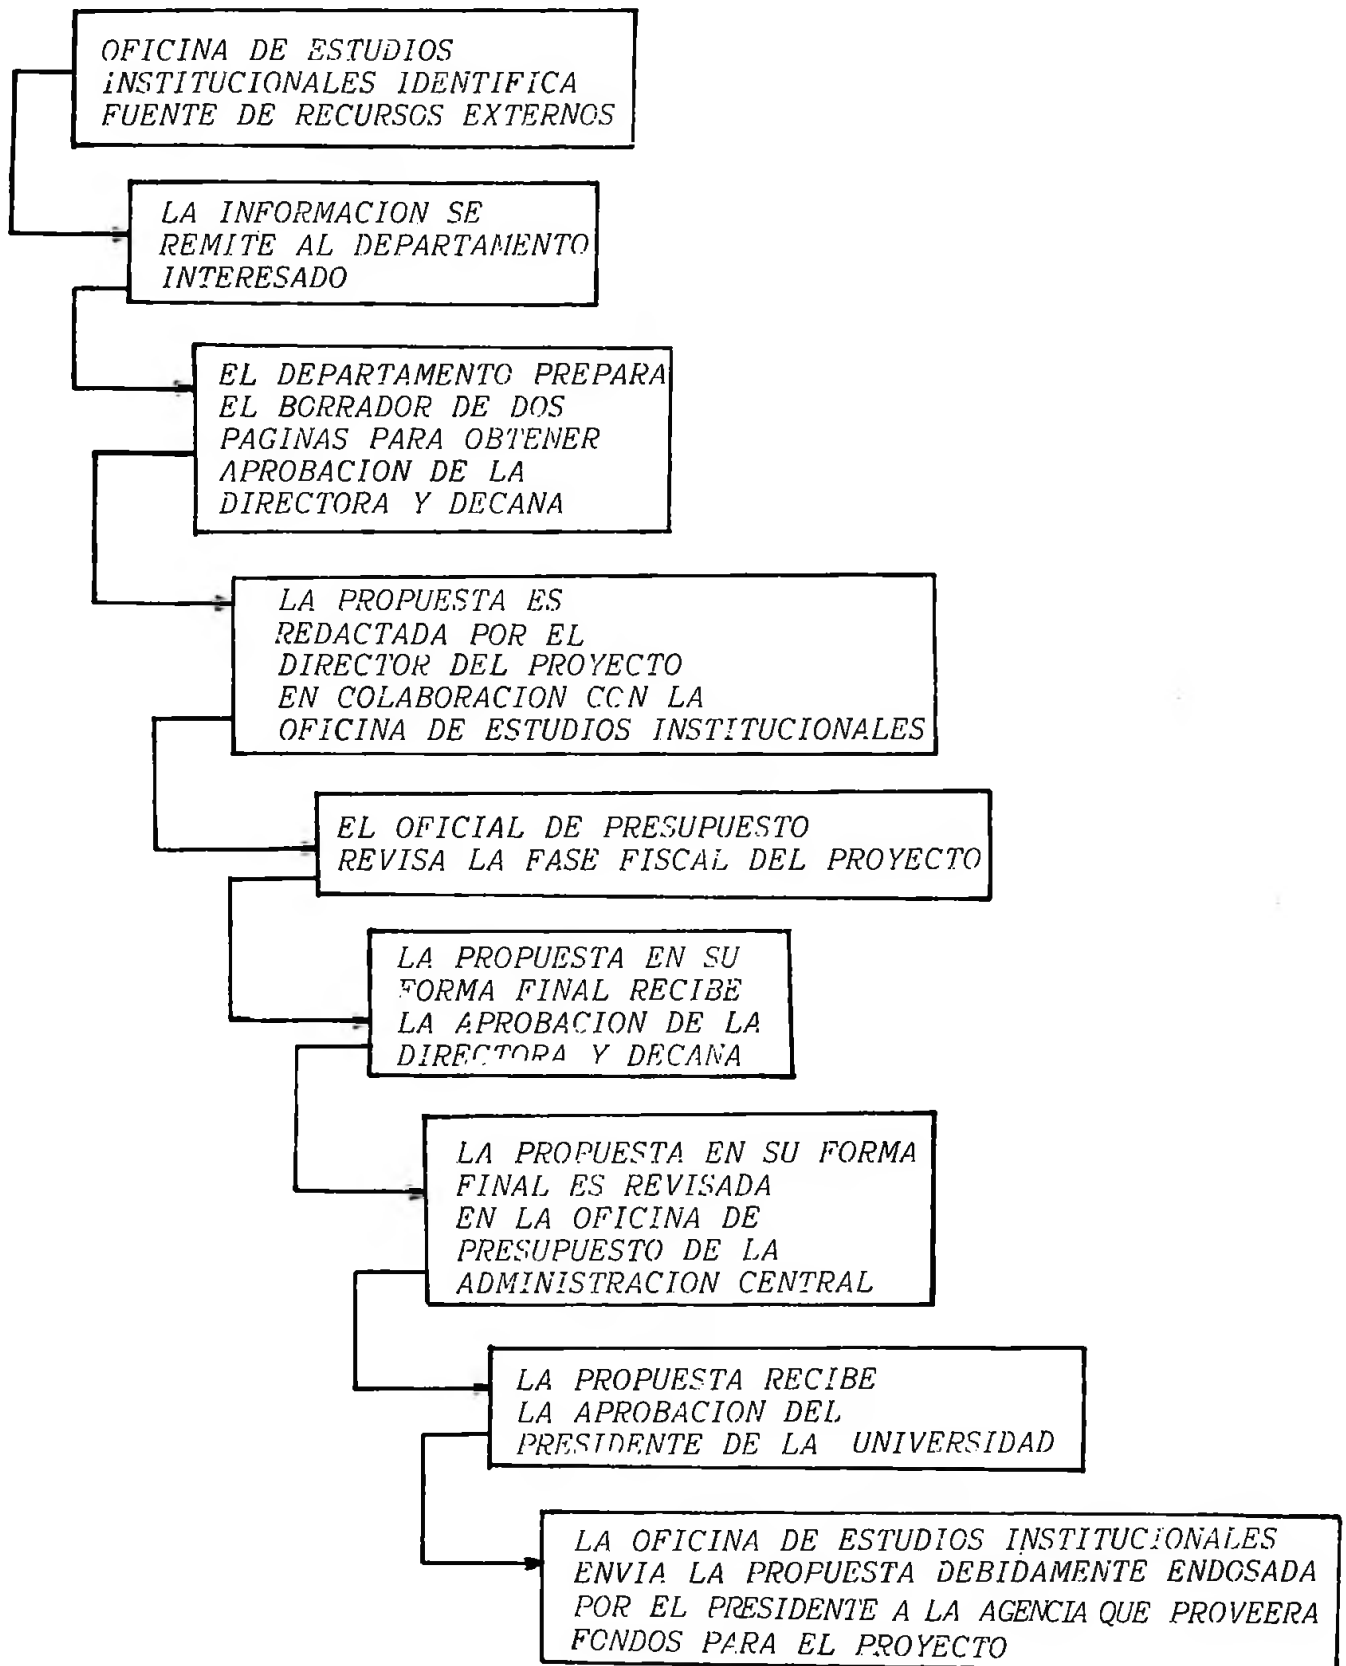 OFICINA DE ESTUDIOS
INSTITUCIONALES IDENTIFICA
FUENTE DE RECURSOS EXTERNOS
LA INFORMACION SE
REMITE AL DEPARTAMENTO
INTERESADO
EL DEPARTAMENTO PREPARA
EL BORRADOR DE DOS
PAGINAS PARA OBTENER
APROBACION DE LA
DIRECTORA Y DECANA
LA PROPUESTA ES
REDACTADA POR EL
DIRECTOR DEL PROYECTO
EN COLABORACION CON LA
OFICINA DE ESTUDIOS INSTITUCIONALES
EL OFICIAL DE PRESUPUESTO
REVISA LA FASE FISCAL DEL PROYECTO
LA PROPUESTA EN SU
FORMA FINAL RECIBE
LA APROBACION DE LA
DIRECTORA Y DECANA
LA PROPUESTA EN SU FORMA
FINAL ES REVISADA
EN LA OFICINA DE
PRESUPUESTO DE LA
ADMINISTRACION CENTRAL
LA PROPUESTA RECIBE
LA APROBACION DEL
PRESIDENTE DE LA UNIVERSIDAD
LA OFICINA DE ESTUDIOS INSTITUCIONALES
ENVIA LA PROPUESTA DEBIDAMENTE ENDOSADA
POR EL PRESIDENTE A LA AGENCIA QUE PROVEERA
FONDOS PARA EL PROYECTO